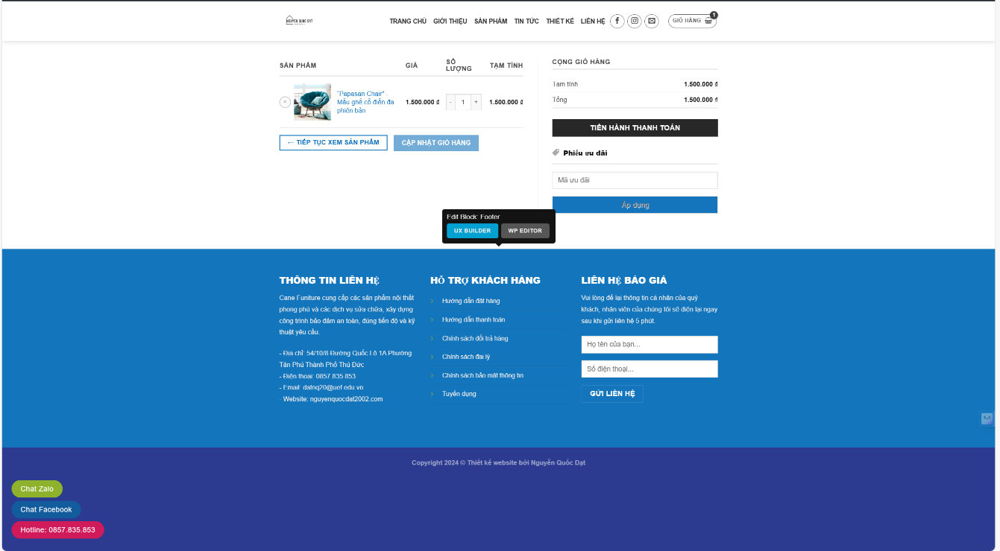 NGUYEN QUOC DAT
TRANG CHỦ GIỚI THIỆU SẢN PHẨM TIN TỨC THIẾT KẾ LIÊN HỆ GIỎ HÀNG 1
SẢN PHẨM GIÁ SỐ LƯỢNG TẠM TÍNH
× "Papasan Chair" - Mẫu ghế cổ điển đa phiên bản 1.500.000 ₫ - 1 + 1.500.000 ₫
← TIẾP TỤC XEM SẢN PHẨM CẬP NHẬT GIỎ HÀNG
CỘNG GIỎ HÀNG
Tạm tính 1.500.000 ₫
Tổng 1.500.000 ₫
TIẾN HÀNH THANH TOÁN
Phiếu ưu đãi
Mã ưu đãi
Áp dụng
Edit Block: Footer
UX BUILDER WP EDITOR
THÔNG TIN LIÊN HỆ
Cane Funiture cung cấp các sản phẩm nội thất
phong phú và các dịch vụ sửa chữa, xây dựng
công trình bảo đảm an toàn, đúng tiến độ và kỹ
thuật yêu cầu.
- Địa chỉ: 54/10/8 Đường Quốc Lộ 1A Phường
Tân Phú Thành Phố Thủ Đức
- Điện thoại: 0857 835 853
- Email: datnq20@uef.edu.vn
- Website: nguyenquocdat2002.com
HỖ TRỢ KHÁCH HÀNG
Hướng dẫn đặt hàng
Hướng dẫn thanh toán
Chính sách đổi trả hàng
Chính sách đại lý
Chính sách bảo mật thông tin
Tuyển dụng
LIÊN HỆ BÁO GIÁ
Vui lòng để lại thông tin cá nhân của quý
khách, nhân viên của chúng tôi sẽ điện lại ngay
sau khi gửi liên hệ 5 phút.
Họ tên của bạn...
Số điện thoại...
GỬI LIÊN HỆ
Copyright 2024 © Thiết kế website bởi Nguyễn Quốc Đạt
Chat Zalo
Chat Facebook
Hotline: 0857.835.853